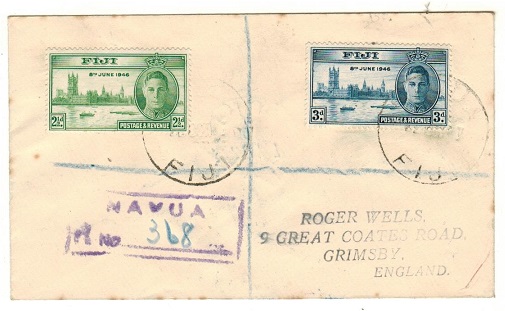 FIJI
8TH JUNE 1946
2½d 2½d
POSTAGE & REVENUE
FIJI
8TH JUNE 1946
3d 3d
POSTAGE & REVENUE
FIJI
FIJI
NAVUA
No 368
ROGER WELLS,
9 GREAT COATES ROAD,
GRIMSBY,
ENGLAND.